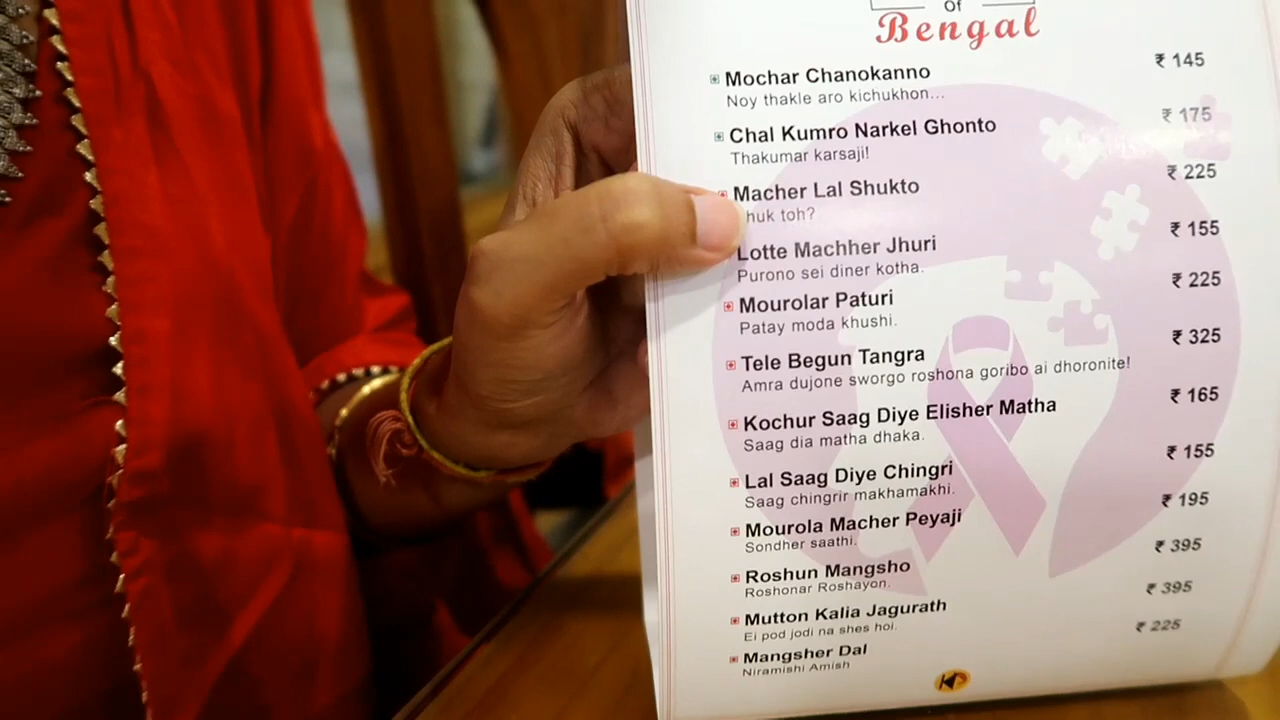 Of
Bengal
Mochar Chanokanno ₹ 145
Noy thakle aro kichukhon...
Chal Kumro Narkel Ghonto ₹ 175
Thakumar karsaji!
Macher Lal Shukto ₹ 225
huk toh?
Lotte Machher Jhuri ₹ 155
Purono sei diner kotha.
Mourolar Paturi ₹ 225
Patay moda khushi.
Tele Begun Tangra ₹ 325
Amra dujone sworgo roshona goribo ai dhoronite!
Kochur Saag Diye Elisher Matha ₹ 165
Saag dia matha dhaka.
Lal Saag Diye Chingri ₹ 155
Saag chingrir makhamakhi.
Mourola Macher Peyaji ₹ 195
Sondher saathi.
Roshun Mangsho ₹ 395
Roshonar Roshayon.
Mutton Kalia Jagurath ₹ 395
Ei pod jodi na shes hoi.
Mangsher Dal ₹ 225
Niramishi Amish